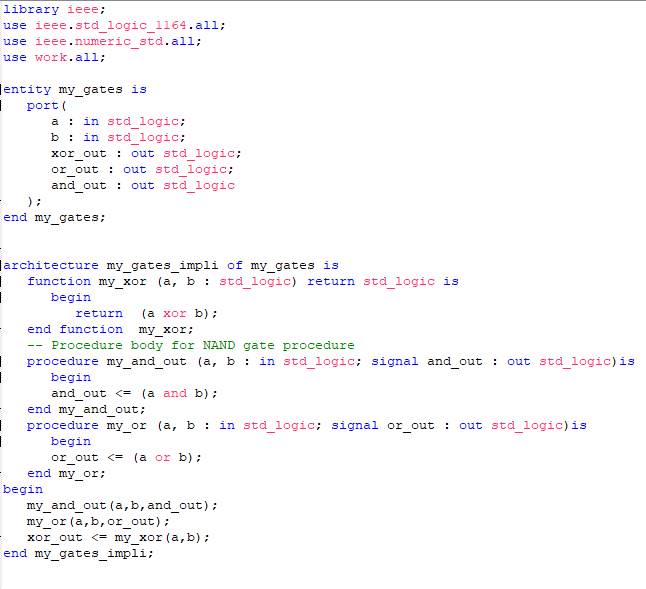 library ieee;
use ieee.std_logic_1164.all;
use ieee.numeric_std.all;
use work.all;
entity my_gates is
port(
a : in std_logic;
b : in std_logic;
xor_out : out std_logic;
or_out : out std_logic;
and_out : out std_logic
);
end my_gates;
architecture my_gates_impli of my_gates is
function my_xor (a, b : std_logic) return std_logic is
begin
return  (a xor b);
end function  my_xor;
-- Procedure body for NAND gate procedure
procedure my_and_out (a, b : in std_logic; signal and_out : out std_logic)is
begin
and_out <= (a and b);
end my_and_out;
procedure my_or (a, b : in std_logic; signal or_out : out std_logic)is
begin
or_out <= (a or b);
end my_or;
begin
my_and_out(a,b,and_out);
my_or(a,b,or_out);
xor_out <= my_xor(a,b);
end my_gates_impli;